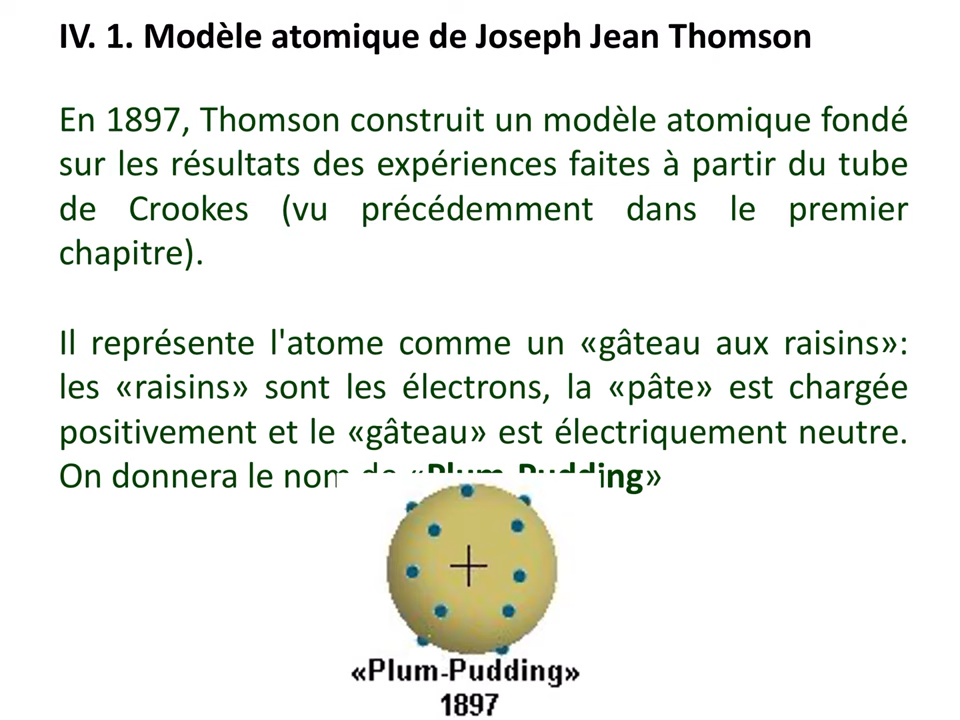 IV. 1. Modèle atomique de Joseph Jean Thomson
En 1897, Thomson construit un modèle atomique fondé
sur les résultats des expériences faites à partir du tube
de Crookes (vu précédemment dans le premier
chapitre).
Il représente l'atome comme un «gâteau aux raisins»:
les «raisins» sont les électrons, la «pâte» est chargée
positivement et le «gâteau» est électriquement neutre.
On donnera le nom de «Plum-Pudding»
+
«Plum-Pudding»
1897